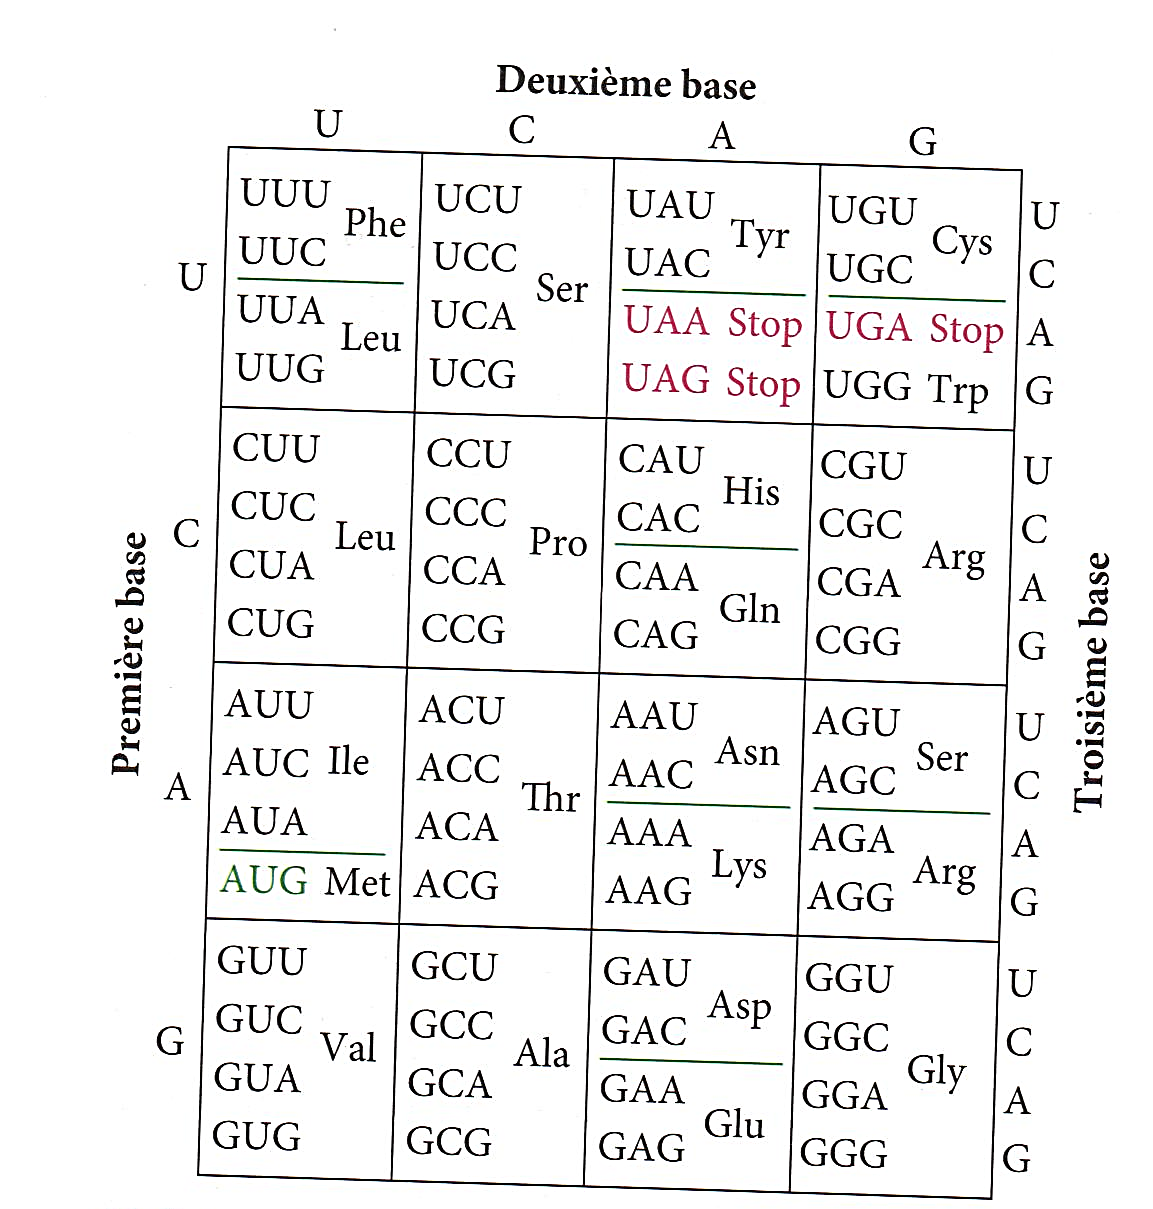 Deuxième base
U C A G
Première base
Troisième base
U
UUU Phe UCU Ser UAU Tyr UGU Cys U
UUC UCC UAC UGC C
UUA Leu UCA UAA Stop UGA Stop A
UUG UCG UAG Stop UGG Trp G
C
CUU Leu CCU Pro CAU His CGU Arg U
CUC CCC CAC CGC C
CUA CCA CAA Gln CGA A
CUG CCG CAG CGG G
A
AUU Ile ACU Thr AAU Asn AGU Ser U
AUC ACC AAC AGC C
AUA ACA AAA Lys AGA Arg A
AUG Met ACG AAG AGG G
G
GUU Val GCU Ala GAU Asp GGU Gly U
GUC GCC GAC GGC C
GUA GCA GAA Glu GGA A
GUG GCG GAG GGG G